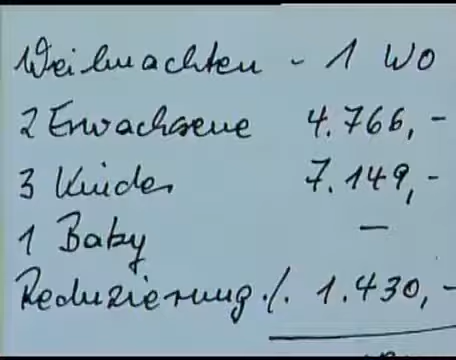 Weihnachten - 1 WO
2 Erwachsene 4.766,-
3 Kinder 7.149,-
1 Baby —
Reduzierung ./. 1.430,-